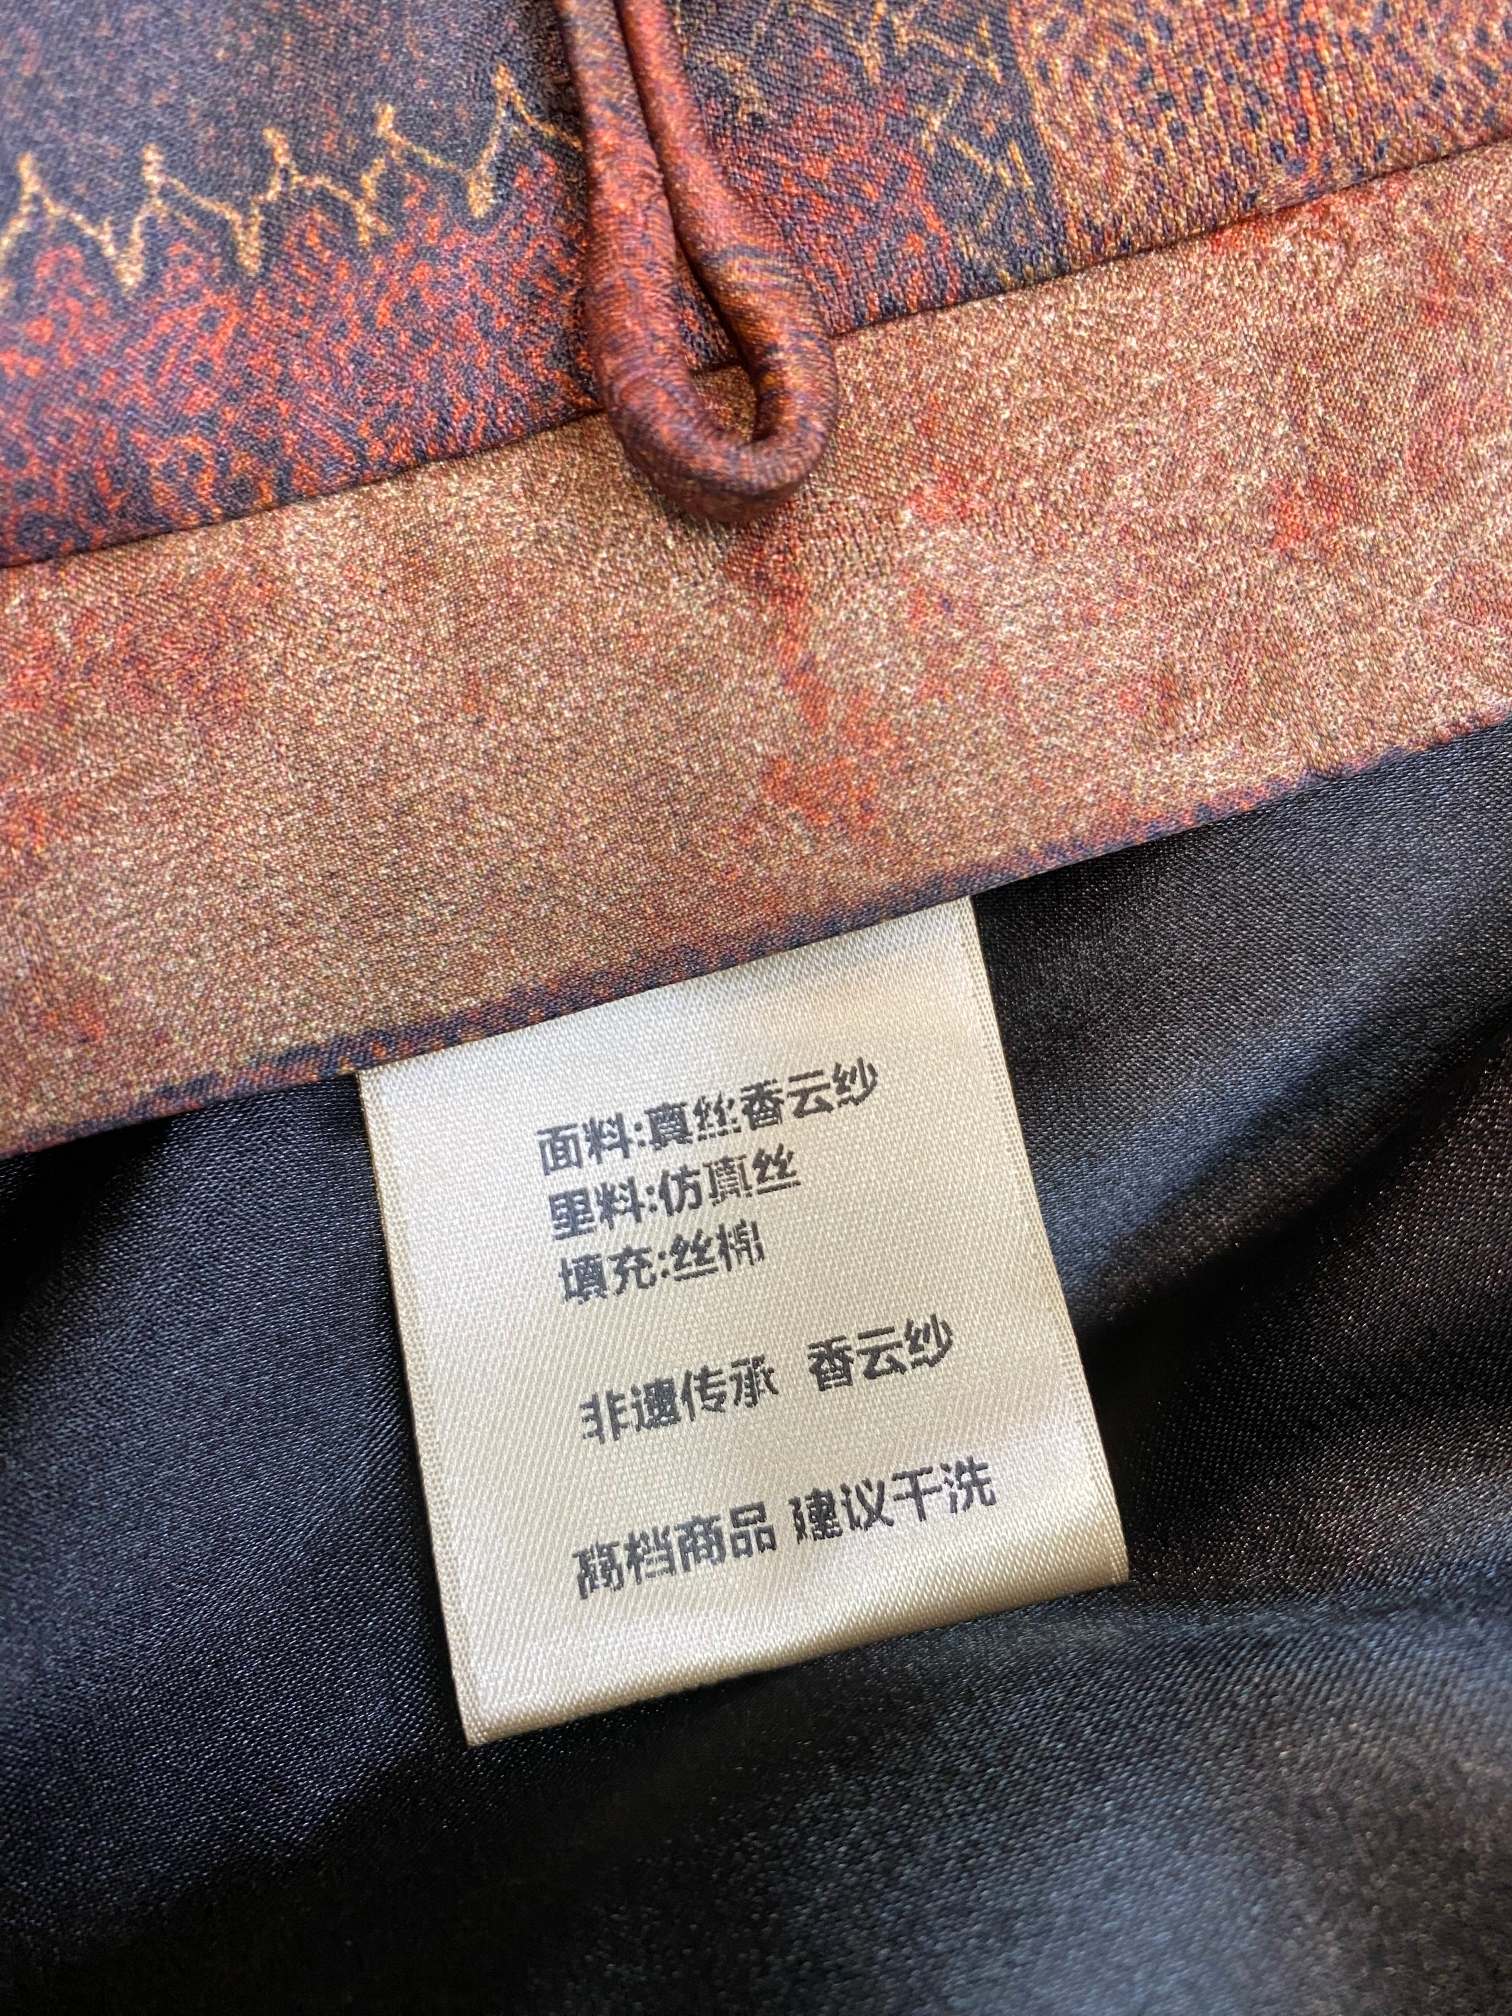 面料:真丝香云纱
里料:仿真丝
填充:丝棉
非遗传承 香云纱
高档商品 建议干洗